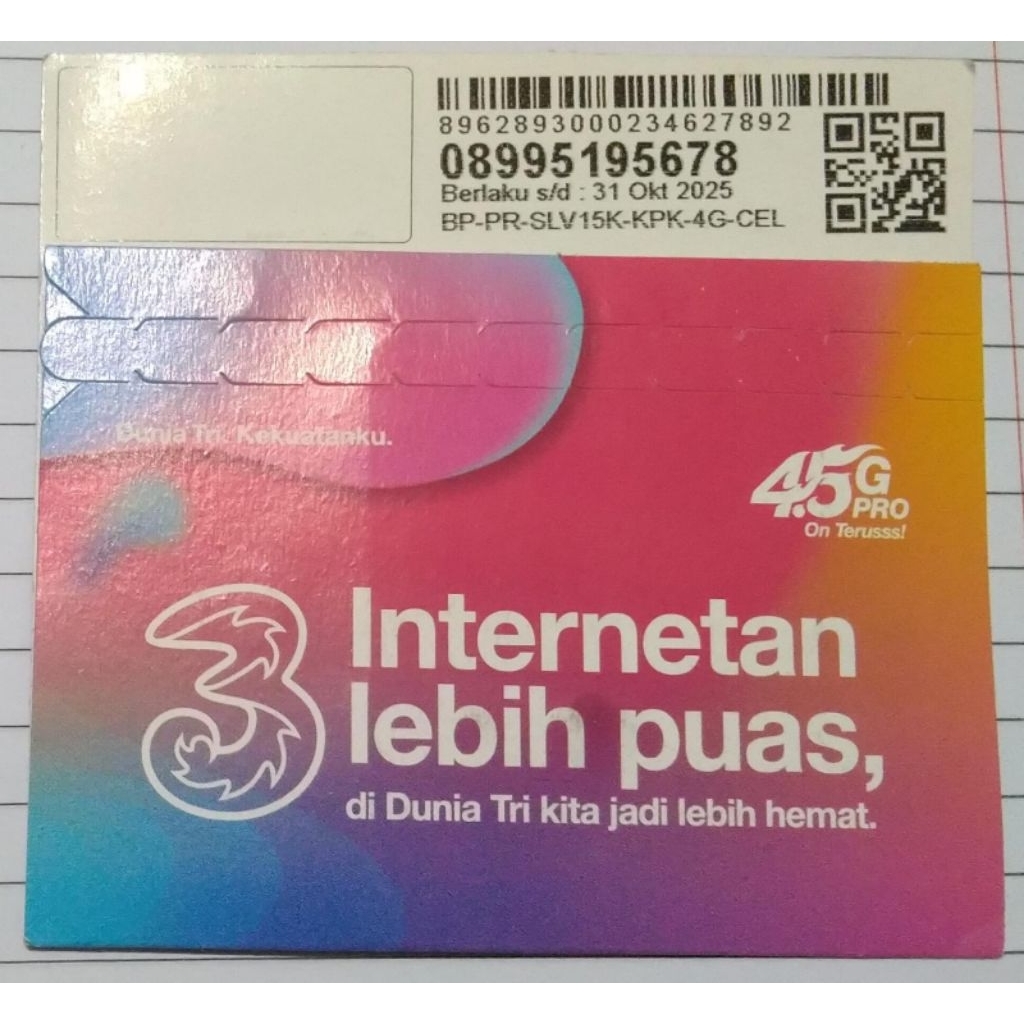 8962893000234627892
08995195678
Berlaku s/d : 31 Okt 2025
BP-PR-SLV15K-KPK-4G-CEL
Dunia Tri. Kekuatanku.
4.5G
PRO
On Terusss!
3
Internetan
lebih puas,
di Dunia Tri kita jadi lebih hemat.